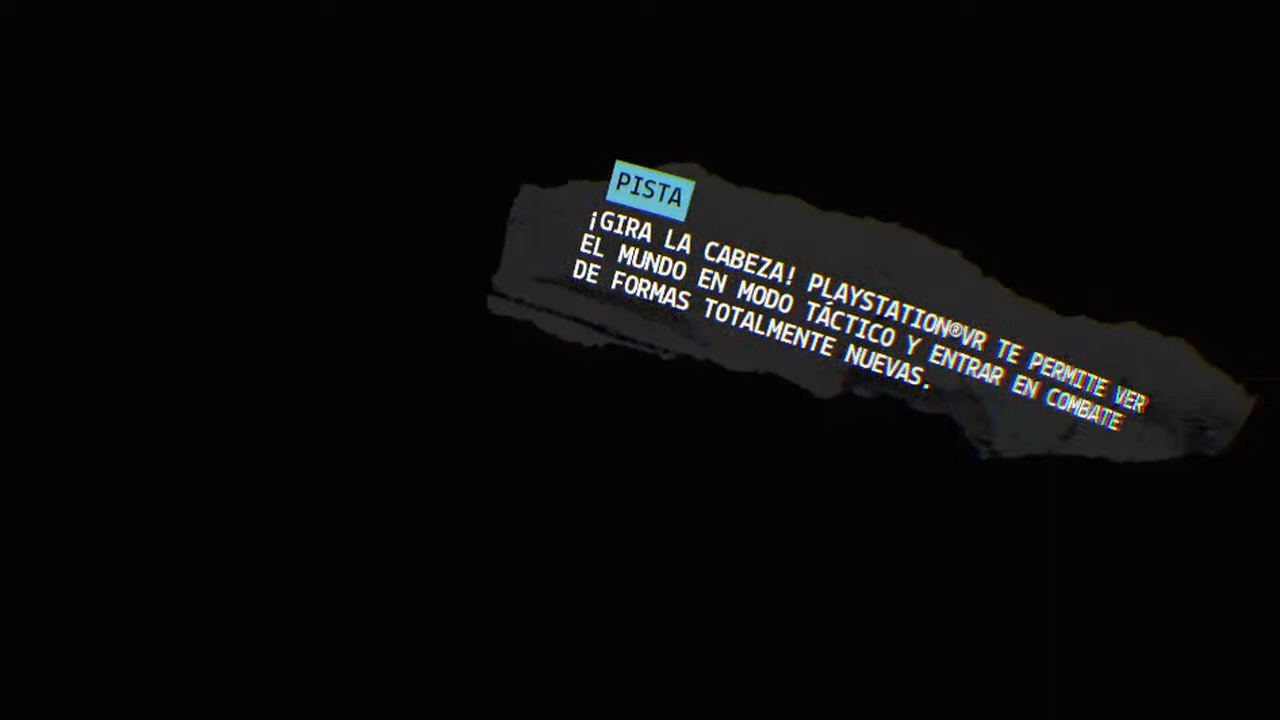 PISTA
¡GIRA LA CABEZA! PLAYSTATION®VR TE PERMITE VER
EL MUNDO EN MODO TÁCTICO Y ENTRAR EN COMBATE
DE FORMAS TOTALMENTE NUEVAS.